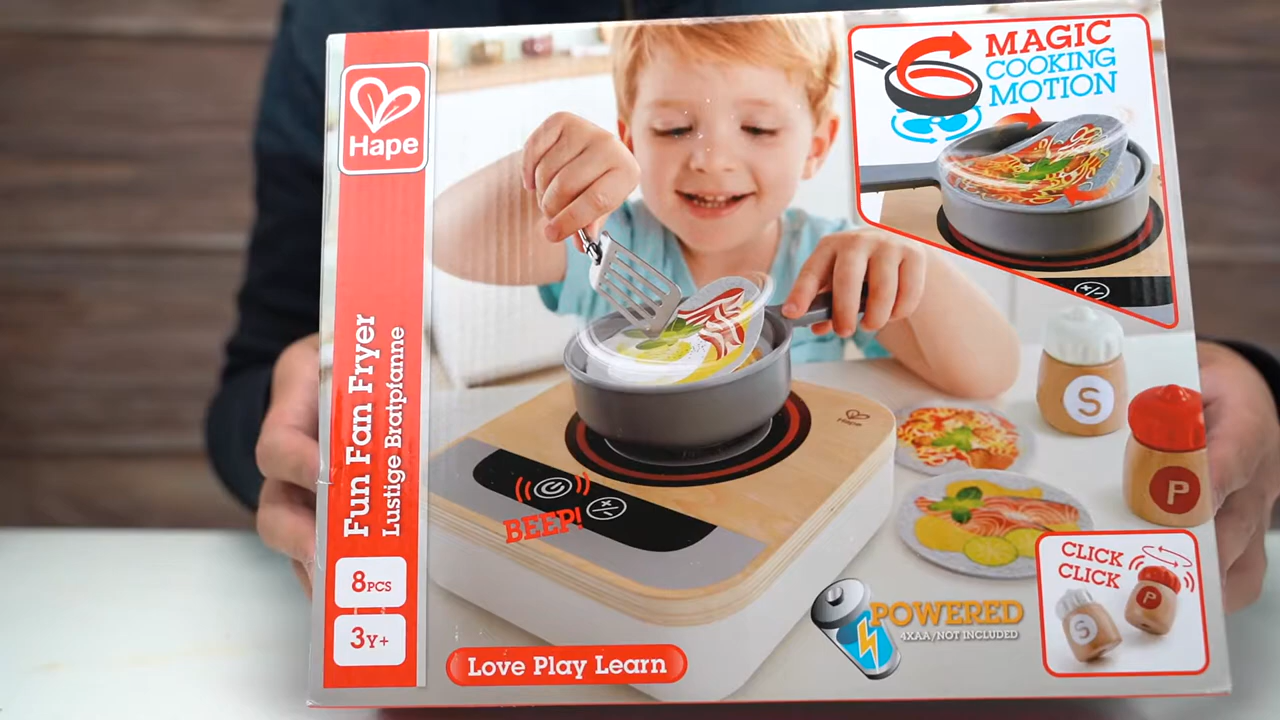 Hape
Fun Fan Fryer
Lustige Bratpfanne
8PCS
3Y+
MAGIC
COOKING
MOTION
+/-
Hape
S
P
BEEP!
+/-
CLICK
CLICK
S
P
POWERED
4XAA/NOT INCLUDED
Love Play Learn